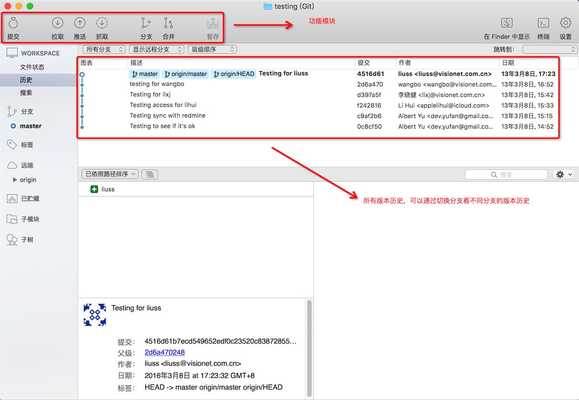 testing (Git)
提交 拉取 推送 抓取 分支 合并 暂存 功能模块 在 Finder 中显示 终端 设置
WORKSPACE
文件状态
历史
搜索
分支
master
标签
远端
origin
已贮藏
子模块
子树
所有分支 显示远程分支 跳转到:
图表 描述 提交 作者 日期
master origin/master origin/HEAD Testing for liuss 4516d61 liuss <liuss@visionet.com.cn> 13年3月8日, 17:23
testing for wangbo 2d6a470 wangbo <wangbo@visionet.com... 13年3月8日, 16:52
Testing for lixj d397a5f 李晓健 <lixj@visionet.com.cn> 13年3月8日, 15:42
Testing access for lihui f242816 Li Hui <applelihui@icloud.com> 13年3月8日, 15:33
Testing sync with redmine c9af2b6 Albert Yu <dev.yufan@gmail.co... 13年3月8日, 15:15
Testing to see if it's ok 0c8cf50 Albert Yu <dev.yufan@gmail.co... 13年3月8日, 14:52
已依照路径排序 搜索
liuss
所有版本历史，可以通过切换分支看不同分支的版本历史
Testing for liuss
提交: 4516d61b7ecd549652edf0c23520c83872855...
父级: 2d6a470248
作者: liuss <liuss@visionet.com.cn>
日期: 2016年3月8日 at 17:23:32 GMT+8
标签: HEAD -> master origin/master origin/HEAD